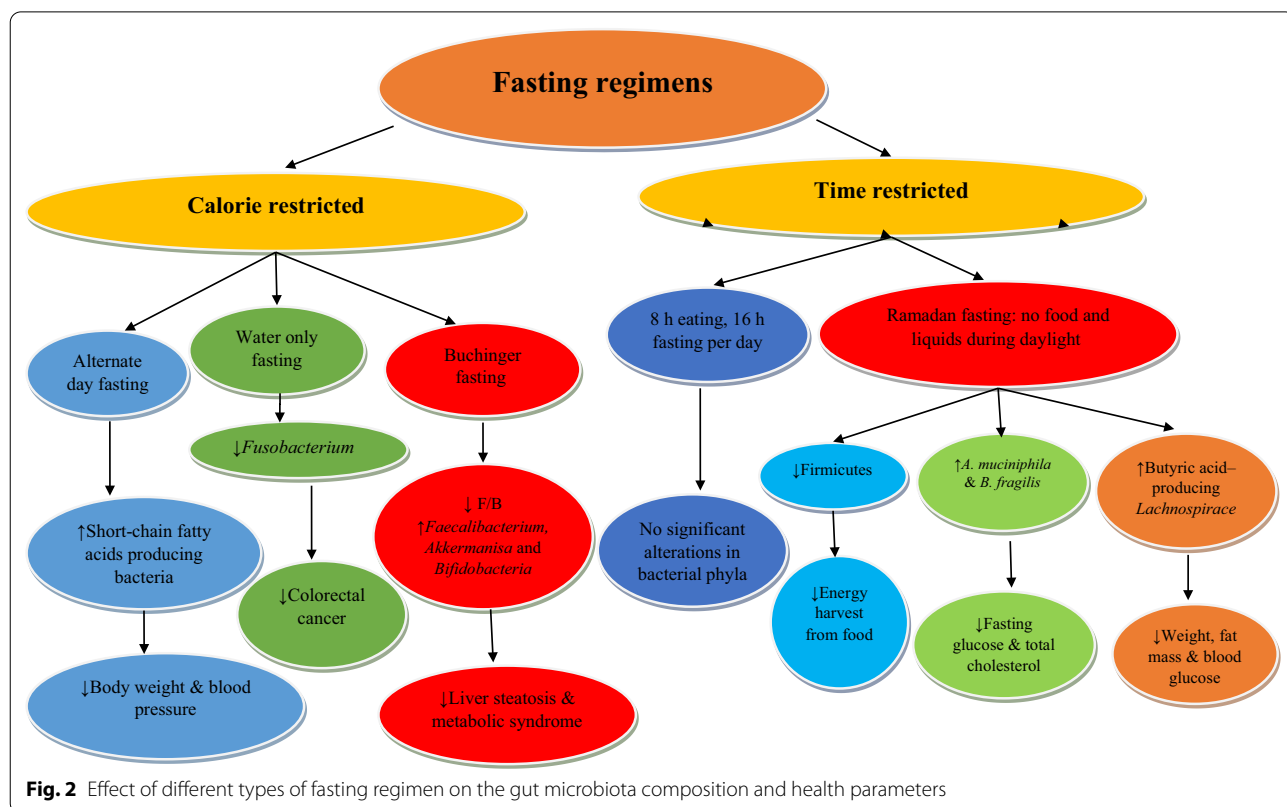 Fasting regimens
Calorie restricted
Time restricted
Alternate
day fasting
Water only
fasting
Buchinger
fasting
8 h eating, 16 h
fasting per day
Ramadan fasting: no food and
liquids during daylight
↓Fusobacterium
↓Firmicutes
↑A. muciniphila
& B. fragilis
↑Butyric acid–
producing
Lachnospirace
↑Short-chain fatty
acids producing
bacteria
↓ F/B
↑Faecalibacterium,
Akkermanisa and
Bifidobacteria
No significant
alterations in
bacterial phyla
↓Colorectal
cancer
↓Energy
harvest
from food
↓Fasting
glucose & total
cholesterol
↓Weight, fat
mass & blood
glucose
↓Body weight & blood
pressure
↓Liver steatosis &
metabolic syndrome
Fig. 2 Effect of different types of fasting regimen on the gut microbiota composition and health parameters